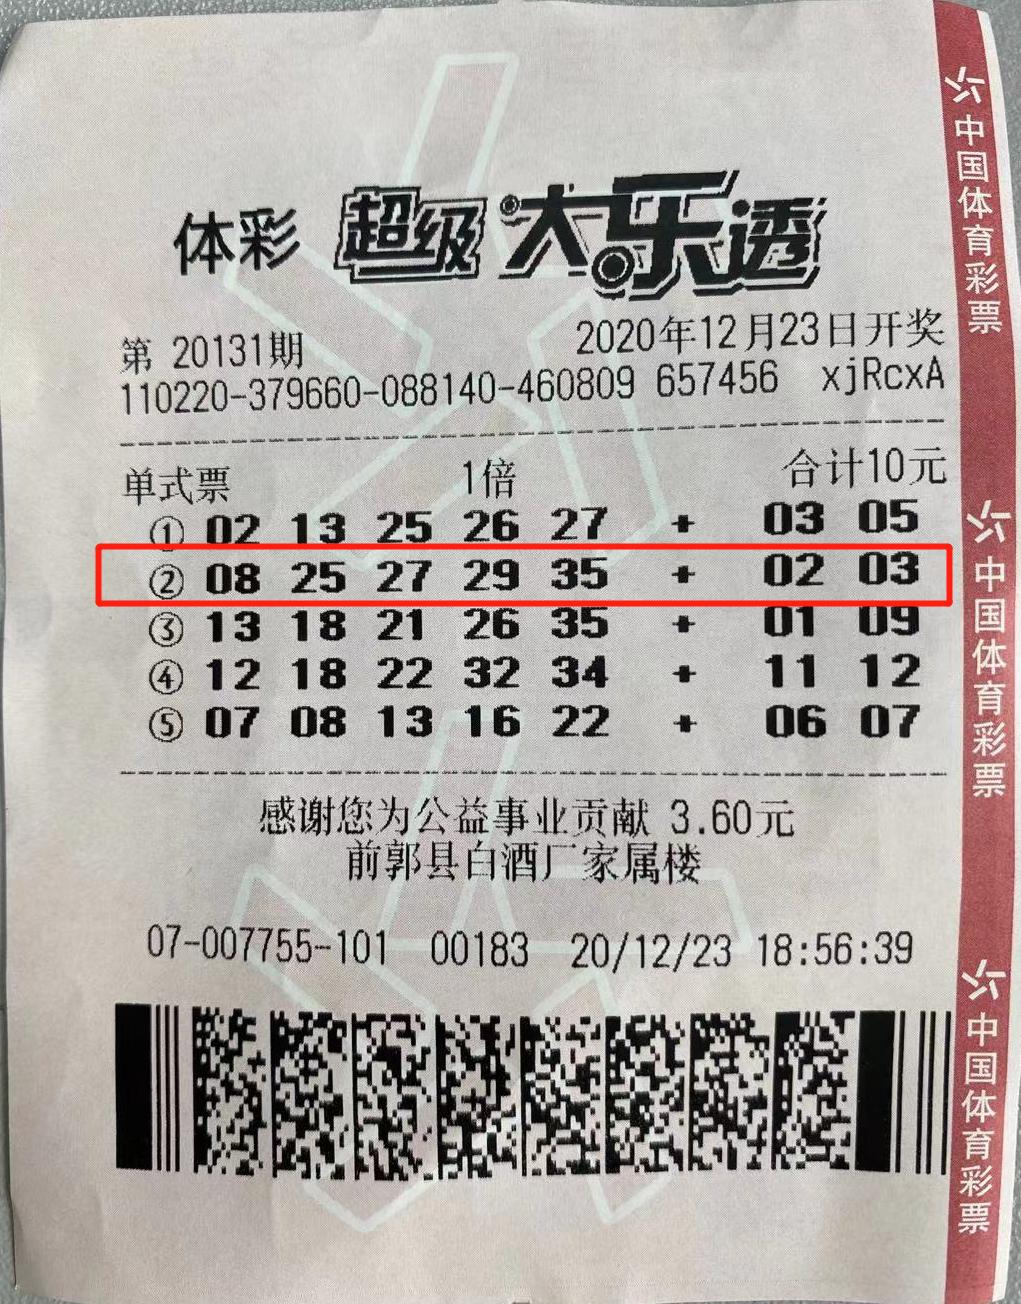 体彩 超级大乐透
第 20131期 2020年12月23日开奖
110220-379660-088140-460809 657456 xjRcxA
单式票 1倍 合计10元
① 02 13 25 26 27 + 03 05
② 08 25 27 29 35 + 02 03
③ 13 18 21 26 35 + 01 09
④ 12 18 22 32 34 + 11 12
⑤ 07 08 13 16 22 + 06 07
感谢您为公益事业贡献 3.60元
前郭县白酒厂家属楼
07-007755-101 00183 20/12/23 18:56:39
中国体育彩票
中国体育彩票
中国体育彩票